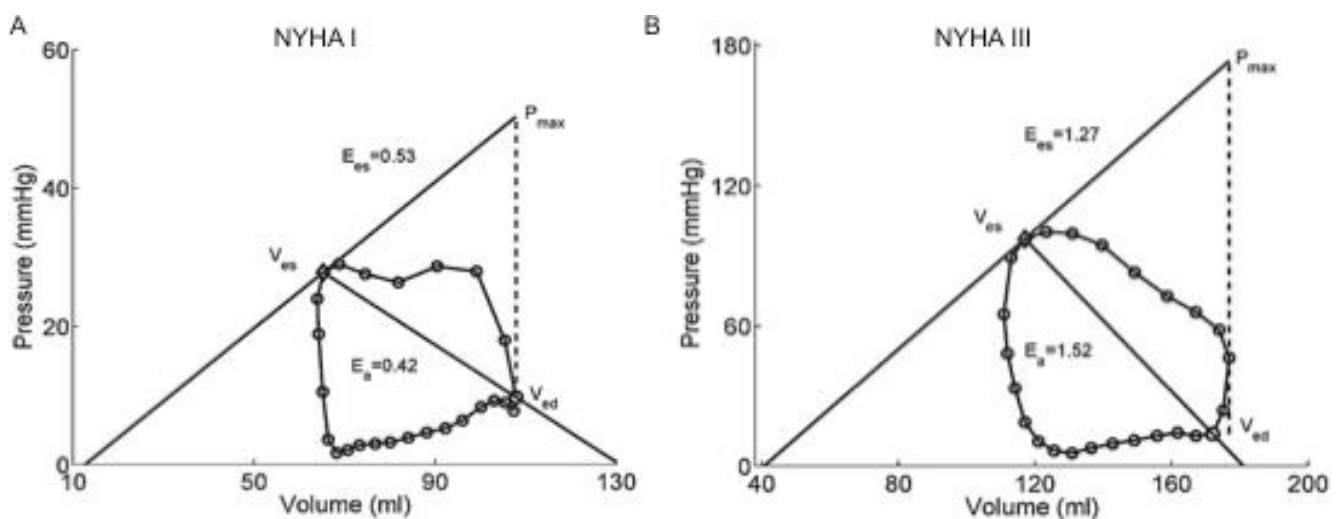 A
NYHA I
60
40
20
0
10
50
90
130
Pressure (mmHg)
Volume (ml)
P_max
E_es=0.53
V_es
E_a=0.42
V_ed
B
NYHA III
180
120
60
0
40
80
120
160
200
Pressure (mmHg)
Volume (ml)
P_max
E_es=1.27
V_es
E_a=1.52
V_ed